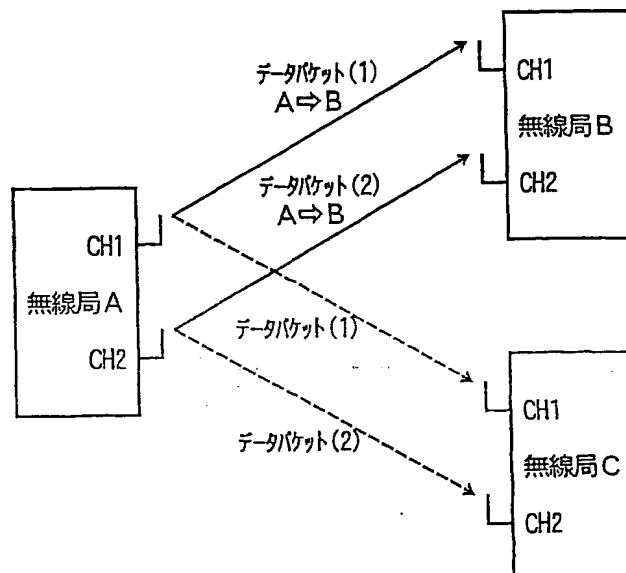 データパケット(1)
A⇨B
CH1
無線局B
CH2
データパケット(2)
A⇨B
CH1
無線局A
CH2
データパケット(1)
データパケット(2)
CH1
無線局C
CH2